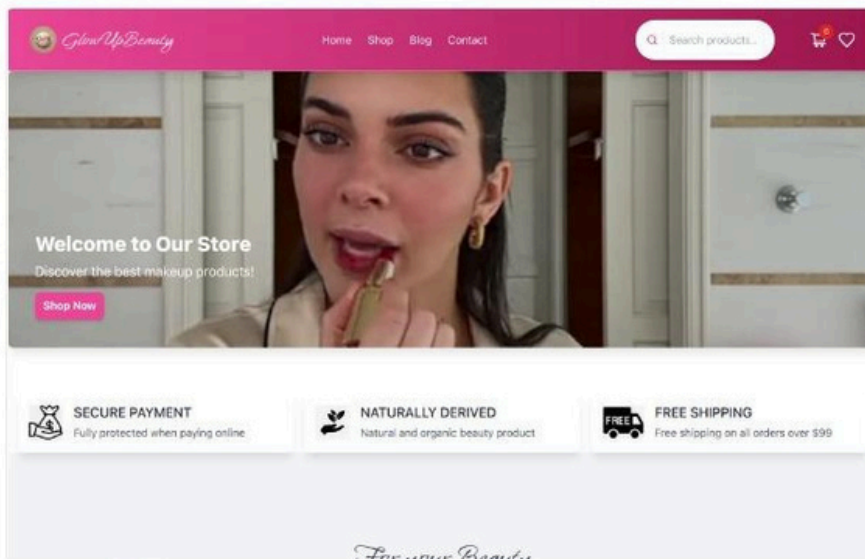 GlowUpBeauty
Home Shop Blog Contact
Search products...
0
Welcome to Our Store
Discover the best makeup products!
Shop Now
SECURE PAYMENT
Fully protected when paying online
NATURALLY DERIVED
Natural and organic beauty product
FREE
FREE SHIPPING
Free shipping on all orders over $99
For your Beauty